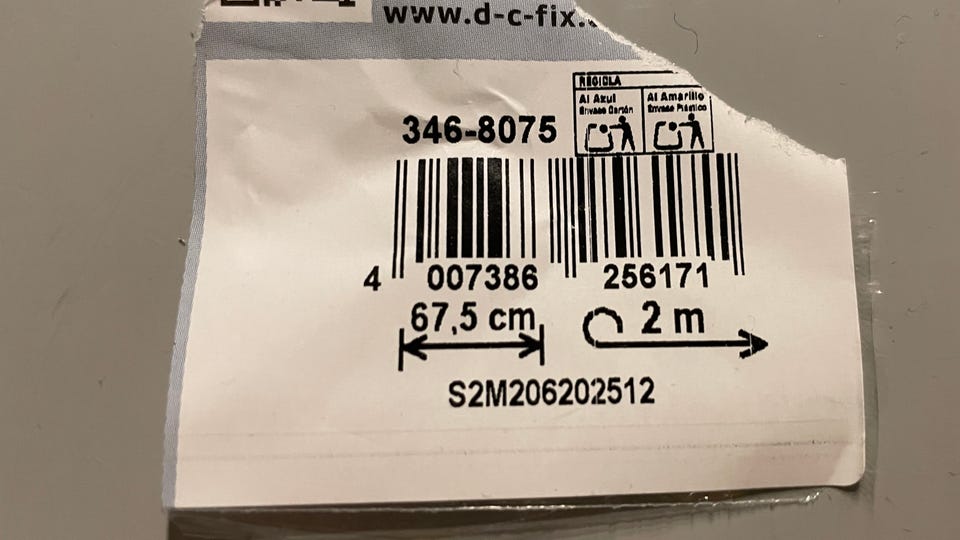 www.d-c-fix.
346-8075
RECICLA
Al Azul
Envase Cartón
Al Amarillo
Envase Plástico
4 007386 256171
67,5 cm
2 m
S2M206202512